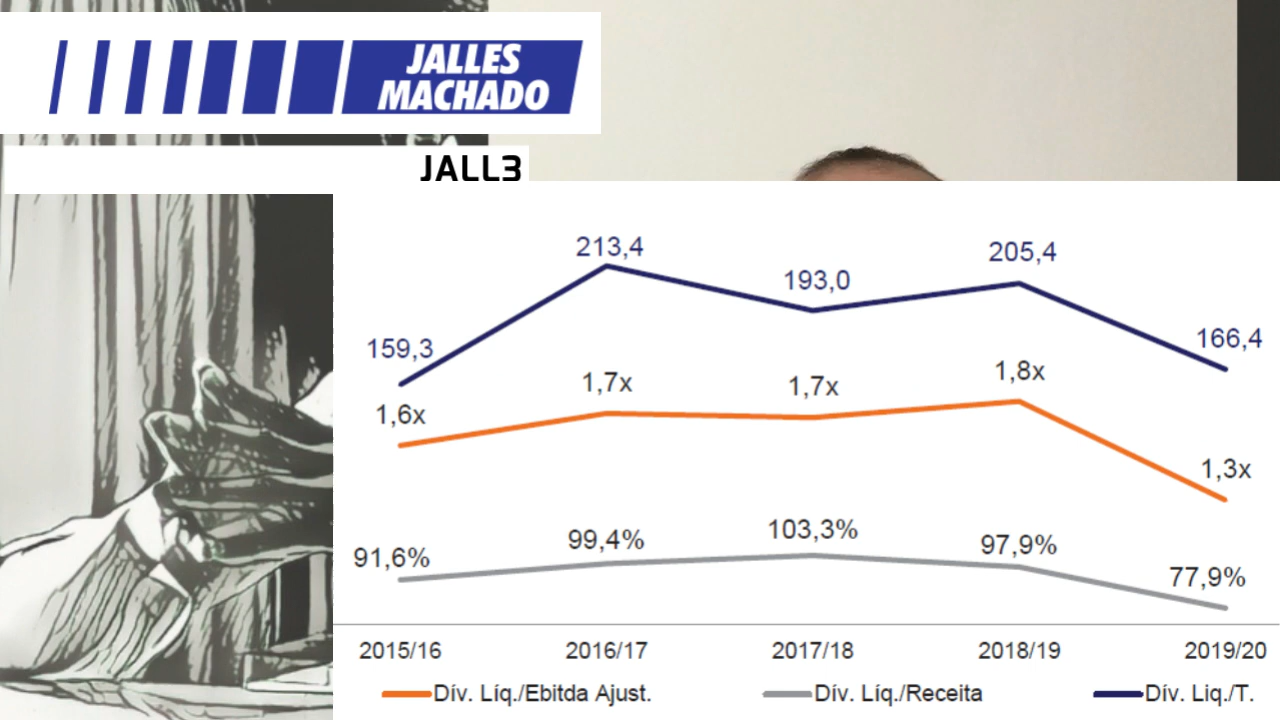 JALLES
MACHADO
JALL3
213,4
205,4
193,0
159,3
166,4
1,6x
1,7x
1,7x
1,8x
1,3x
91,6%
99,4%
103,3%
97,9%
77,9%
2015/16 2016/17 2017/18 2018/19 2019/20
Dív. Líq./Ebitda Ajust. Dív. Líq./Receita Dív. Liq./T.